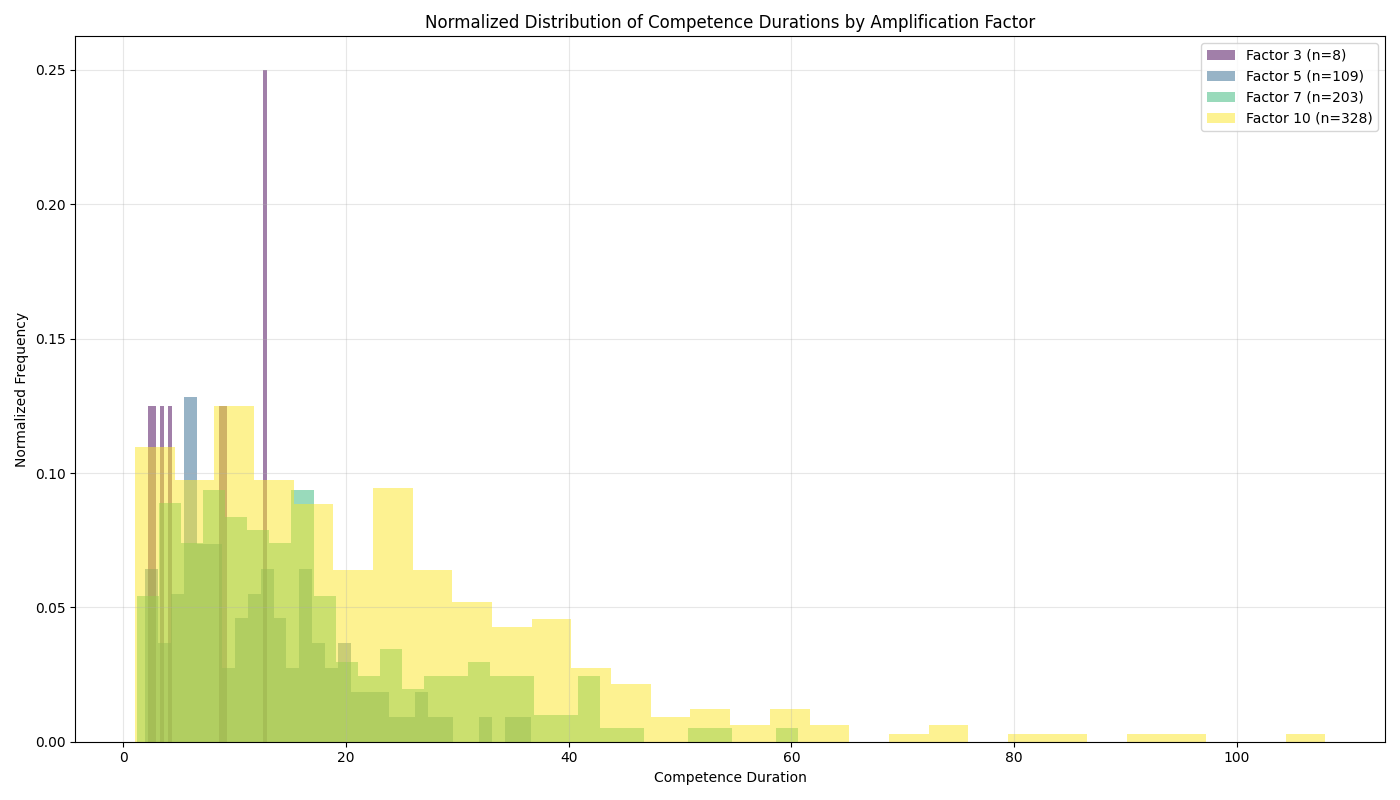 Normalized Distribution of Competence Durations by Amplification Factor
Factor 3 (n=8)
Factor 5 (n=109)
Factor 7 (n=203)
Factor 10 (n=328)
Normalized Frequency
0.25
0.20
0.15
0.10
0.05
0.00
0 20 40 60 80 100
Competence Duration